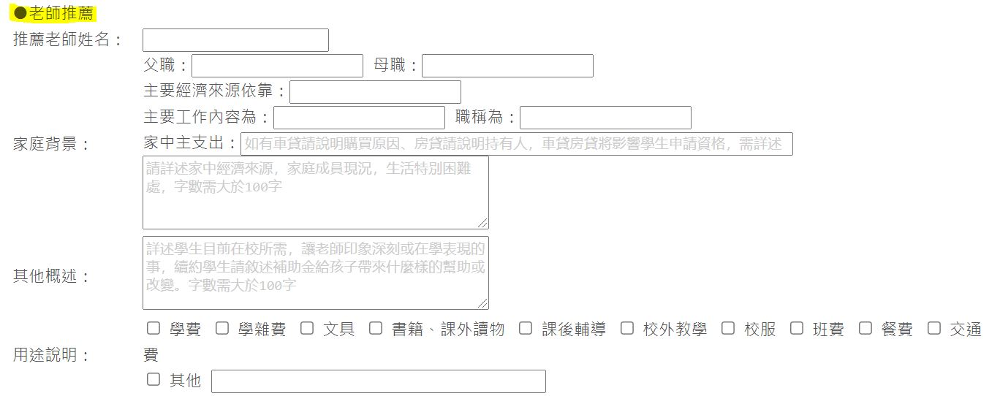 ●老師推薦
推薦老師姓名：
父職： 母職：
主要經濟來源依靠：
主要工作內容為： 職稱為：
家庭背景： 家中主支出： 如有車貸請說明購買原因、房貸請說明持有人，車貸房貸將影響學生申請資格，需詳述
請詳述家中經濟來源，家庭成員現況，生活特別困難
處，字數需大於100字
其他概述：
詳述學生目前在校所需，讓老師印象深刻或在學表現的
事，續約學生請敘述補助金給孩子帶來什麼樣的幫助或
改變。字數需大於100字
用途說明：
學費 學雜費 文具 書籍、課外讀物 課後輔導 校外教學 校服 班費 餐費 交通
費
其他